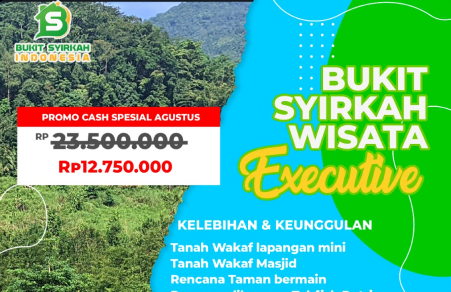 BUKIT SYIRKAH
INDONESIA
PROMO CASH SPESIAL AGUSTUS
RP 23.500.000
RP12.750.000
BUKIT
SYIRKAH
WISATA
Executive
KELEBIHAN & KEUNGGULAN
Tanah Wakaf lapangan mini
Tanah Wakaf Masjid
Rencana Taman bermain